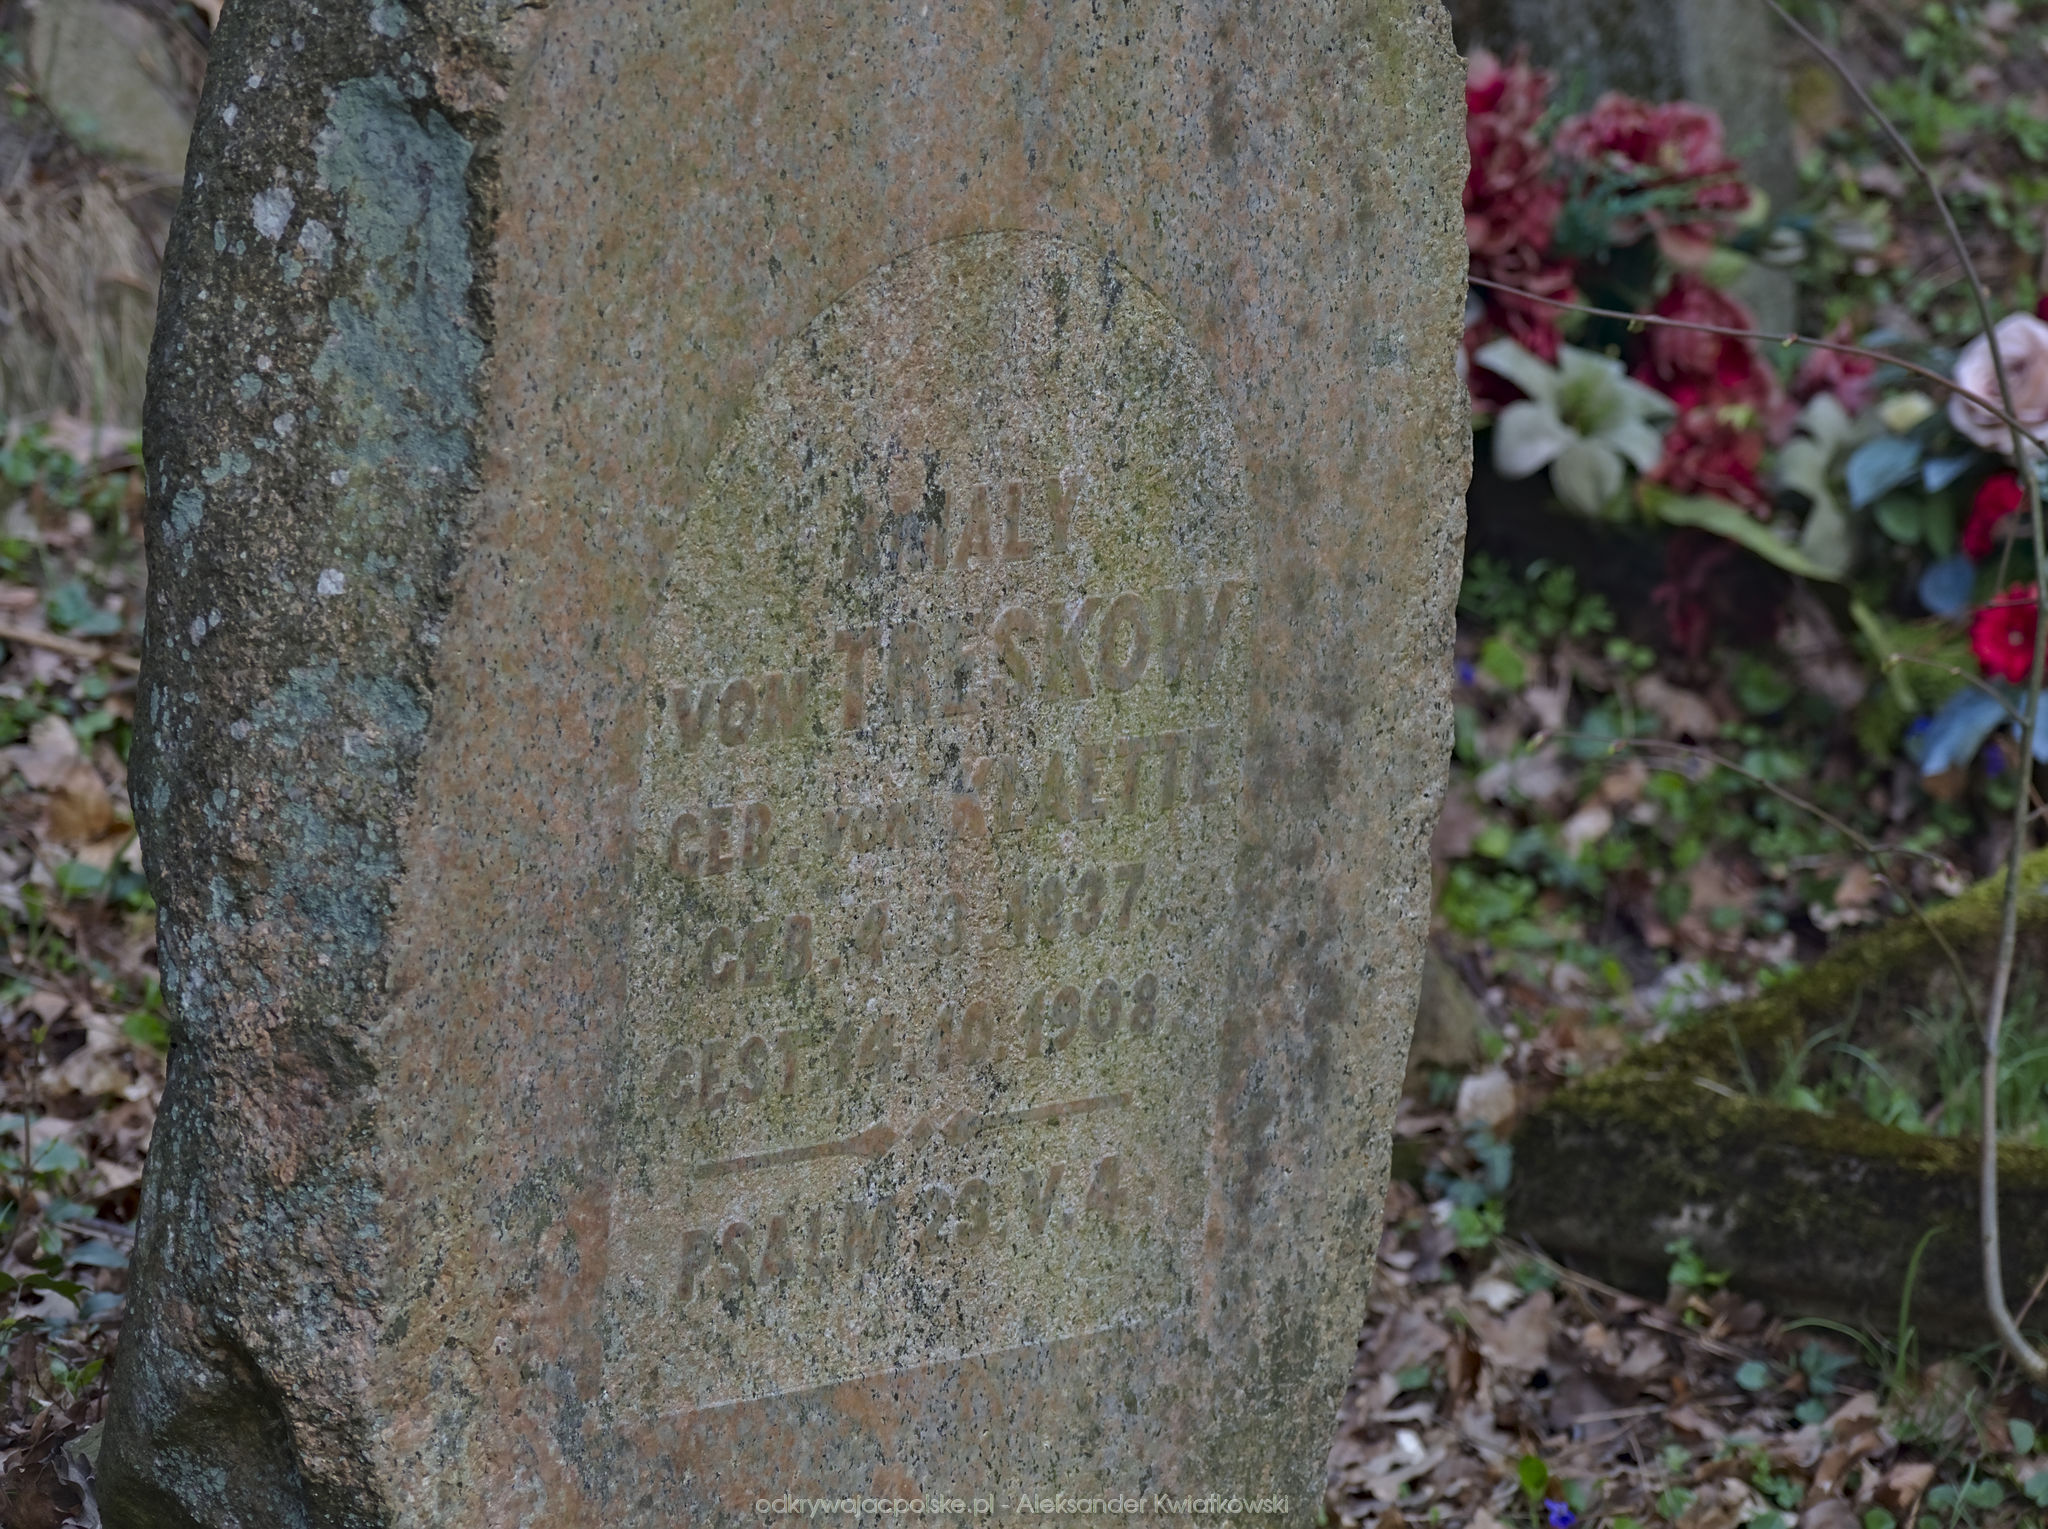 AMALY
VON TRESKOW
GEB. VON KLAETTE
GEB. 4.3.1837.
GEST. 14.10.1908.
PSALM 23 V. 4.
odkrywajacpolske.pl - Aleksander Kwiatkowski